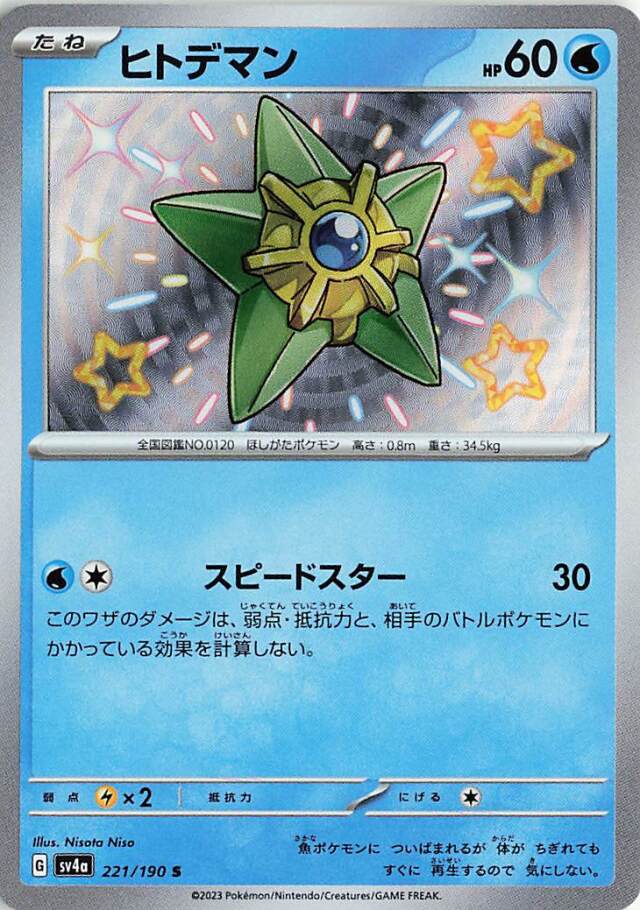 たね
ヒトデマン
HP60
全国図鑑NO.0120 ほしがたポケモン 高さ：0.8m 重さ：34.5kg
スピードスター 30
このワザのダメージは、弱点・抵抗力と、相手のバトルポケモンに
かかっている効果を計算しない。
弱点 ×2 抵抗力 にげる
Illus. Nisota Niso
魚ポケモンに ついばまれるが 体が ちぎれても
すぐに 再生するので 気にしない。
G sv4a 221/190 S
©2023 Pokémon/Nintendo/Creatures/GAME FREAK.